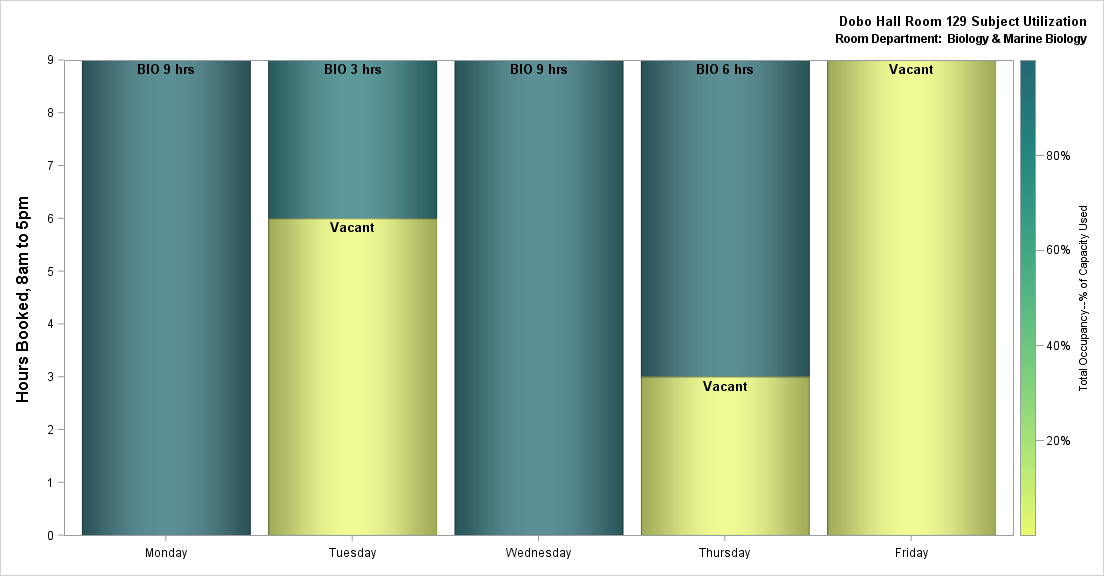 Dobo Hall Room 129 Subject Utilization
Room Department: Biology & Marine Biology
Hours Booked, 8am to 5pm
9
8
7
6
5
4
3
2
1
0
BIO 9 hrs
BIO 3 hrs
BIO 9 hrs
BIO 6 hrs
Vacant
Vacant
Vacant
Monday
Tuesday
Wednesday
Thursday
Friday
80%
60%
40%
20%
Total Occupancy--% of Capacity Used